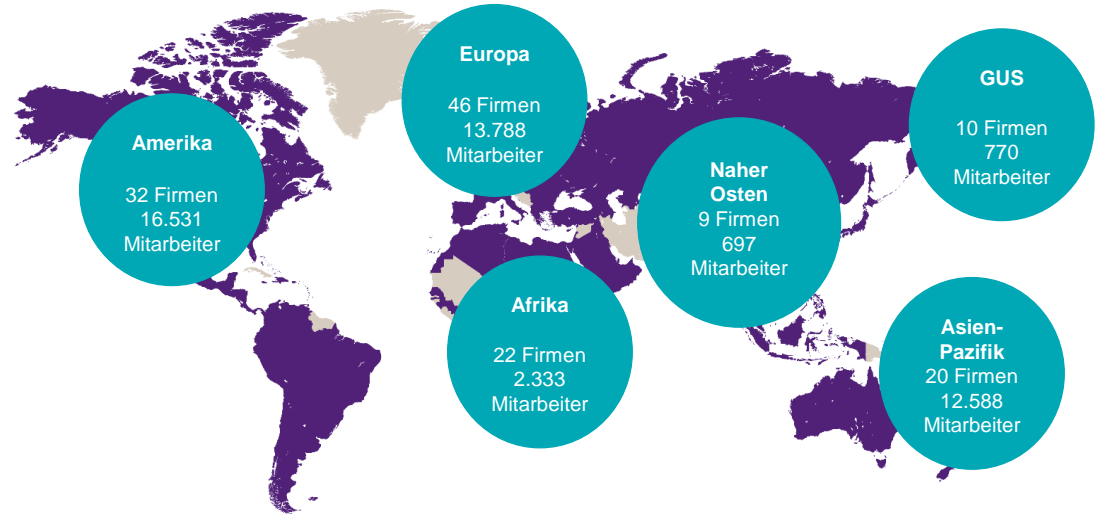 Europa
46 Firmen
13.788
Mitarbeiter
GUS
10 Firmen
770
Mitarbeiter
Amerika
32 Firmen
16.531
Mitarbeiter
Naher
Osten
9 Firmen
697
Mitarbeiter
Afrika
22 Firmen
2.333
Mitarbeiter
Asien-
Pazifik
20 Firmen
12.588
Mitarbeiter